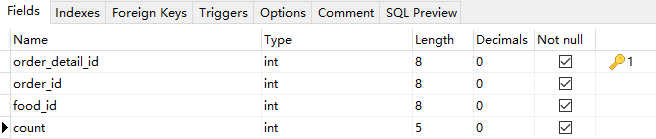 Fields Indexes Foreign Keys Triggers Options Comment SQL Preview
Name Type Length Decimals Not null
order_detail_id int 8 0 1
order_id int 8 0
food_id int 8 0
count int 5 0